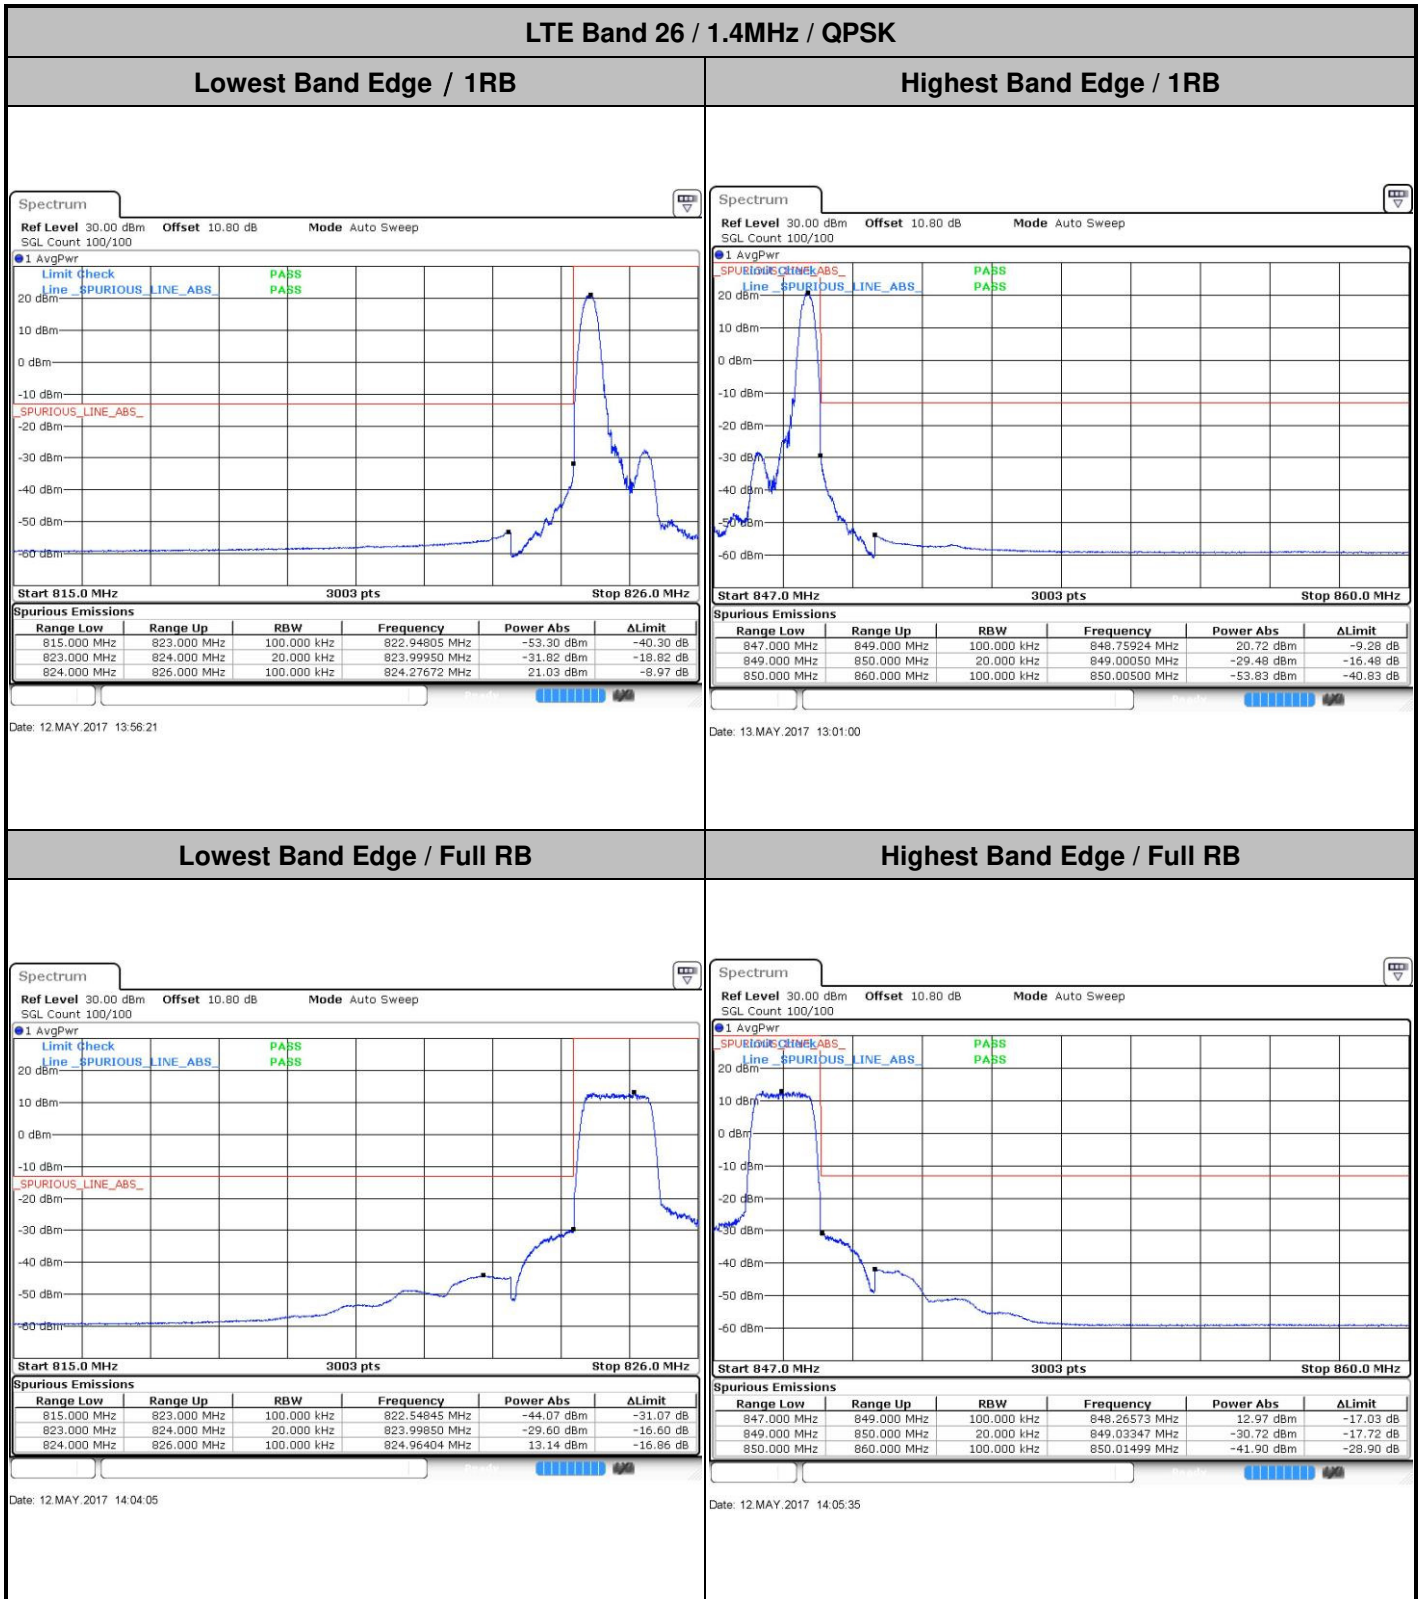 LTE Band 26 / 1.4MHz / QPSK
Lowest Band Edge / 1RB
Highest Band Edge / 1RB
Spectrum
Ref Level 30.00 dBm Offset 10.80 dB Mode Auto Sweep
SGL Count 100/100
1 AvgPwr
Limit Check PASS
Line _SPURIOUS_LINE_ABS_ PASS
20 dBm
10 dBm
0 dBm
-10 dBm
_SPURIOUS_LINE_ABS_
-20 dBm
-30 dBm
-40 dBm
-50 dBm
-60 dBm
Start 815.0 MHz 3003 pts Stop 826.0 MHz
Spurious Emissions
Range Low Range Up RBW Frequency Power Abs ΔLimit
815.000 MHz 823.000 MHz 100.000 kHz 822.94805 MHz -53.30 dBm -40.30 dB
823.000 MHz 824.000 MHz 20.000 kHz 823.99950 MHz -31.82 dBm -18.82 dB
824.000 MHz 826.000 MHz 100.000 kHz 824.27672 MHz 21.03 dBm -8.97 dB
Date: 12.MAY.2017 13:56:21
Spectrum
Ref Level 30.00 dBm Offset 10.80 dB Mode Auto Sweep
SGL Count 100/100
1 AvgPwr
_SPURIOUS_LINE_ABS_
Limit Check PASS
Line _SPURIOUS_LINE_ABS_ PASS
20 dBm
10 dBm
0 dBm
-10 dBm
-20 dBm
-30 dBm
-40 dBm
-50 dBm
-60 dBm
Start 847.0 MHz 3003 pts Stop 860.0 MHz
Spurious Emissions
Range Low Range Up RBW Frequency Power Abs ΔLimit
847.000 MHz 849.000 MHz 100.000 kHz 848.75924 MHz 20.72 dBm -9.28 dB
849.000 MHz 850.000 MHz 20.000 kHz 849.00050 MHz -29.48 dBm -16.48 dB
850.000 MHz 860.000 MHz 100.000 kHz 850.00500 MHz -53.83 dBm -40.83 dB
Date: 13.MAY.2017 13:01:00
Lowest Band Edge / Full RB
Highest Band Edge / Full RB
Spectrum
Ref Level 30.00 dBm Offset 10.80 dB Mode Auto Sweep
SGL Count 100/100
1 AvgPwr
Limit Check PASS
Line _SPURIOUS_LINE_ABS_ PASS
20 dBm
10 dBm
0 dBm
-10 dBm
_SPURIOUS_LINE_ABS_
-20 dBm
-30 dBm
-40 dBm
-50 dBm
-60 dBm
Start 815.0 MHz 3003 pts Stop 826.0 MHz
Spurious Emissions
Range Low Range Up RBW Frequency Power Abs ΔLimit
815.000 MHz 823.000 MHz 100.000 kHz 822.54845 MHz -44.07 dBm -31.07 dB
823.000 MHz 824.000 MHz 20.000 kHz 823.99850 MHz -29.60 dBm -16.60 dB
824.000 MHz 826.000 MHz 100.000 kHz 824.96404 MHz 13.14 dBm -16.86 dB
Date: 12.MAY.2017 14:04:05
Spectrum
Ref Level 30.00 dBm Offset 10.80 dB Mode Auto Sweep
SGL Count 100/100
1 AvgPwr
_SPURIOUS_LINE_ABS_
Limit Check PASS
Line _SPURIOUS_LINE_ABS_ PASS
20 dBm
10 dBm
0 dBm
-10 dBm
-20 dBm
-30 dBm
-40 dBm
-50 dBm
-60 dBm
Start 847.0 MHz 3003 pts Stop 860.0 MHz
Spurious Emissions
Range Low Range Up RBW Frequency Power Abs ΔLimit
847.000 MHz 849.000 MHz 100.000 kHz 848.26573 MHz 12.97 dBm -17.03 dB
849.000 MHz 850.000 MHz 20.000 kHz 849.03347 MHz -30.72 dBm -17.72 dB
850.000 MHz 860.000 MHz 100.000 kHz 850.01499 MHz -41.90 dBm -28.90 dB
Date: 12.MAY.2017 14:05:35